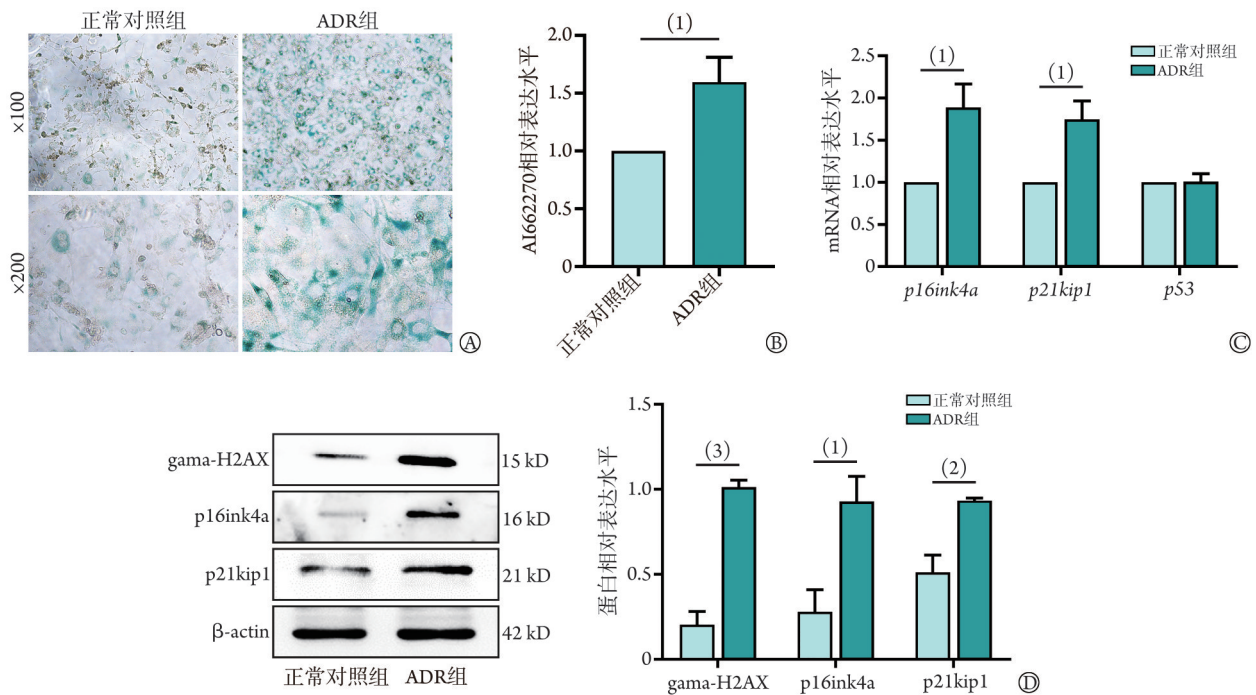 正常对照组 ADR组
×100
×200
Ⓐ
AI662270相对表达水平
2.0
1.5
1.0
0.5
0
(1)
正常对照组 ADR组
Ⓑ
mRNA相对表达水平
2.5
2.0
1.5
1.0
0.5
0
正常对照组
ADR组
(1) (1)
p16ink4a p21kip1 p53
Ⓒ
gama-H2AX 15 kD
p16ink4a 16 kD
p21kip1 21 kD
β-actin 42 kD
正常对照组 ADR组
蛋白相对表达水平
1.5
1.0
0.5
0
正常对照组
ADR组
(3) (1) (2)
gama-H2AX p16ink4a p21kip1
Ⓓ